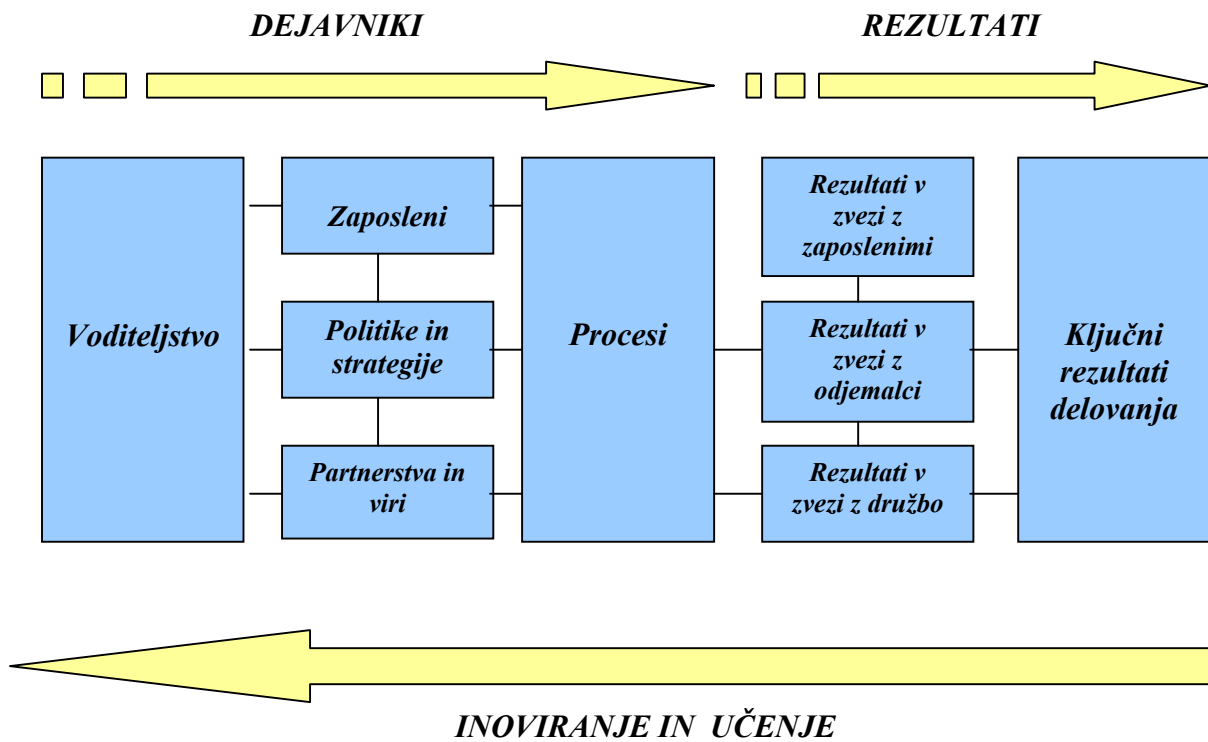 DEJAVNIKI
REZULTATI
Voditeljstvo
Zaposleni
Politike in
strategije
Partnerstva in
viri
Procesi
Rezultati v
zvezi z
zaposlenimi
Rezultati v
zvezi z
odjemalci
Rezultati v
zvezi z družbo
Ključni
rezultati
delovanja
INOVIRANJE IN UČENJE